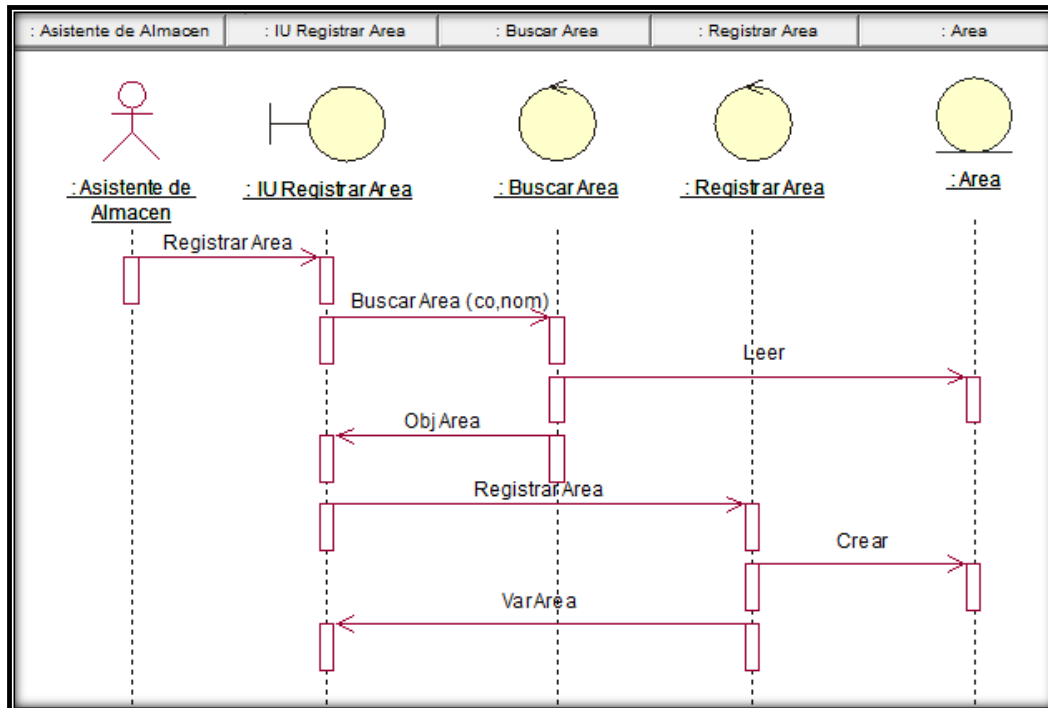 : Asistente de Almacen
: IU Registrar Area
: Buscar Area
: Registrar Area
: Area
: Asistente de
Almacen
: IU Registrar Area
: Buscar Area
: Registrar Area
: Area
Registrar Area
Buscar Area (co,nom)
Leer
Obj Area
Registrar Area
Crear
Var Area